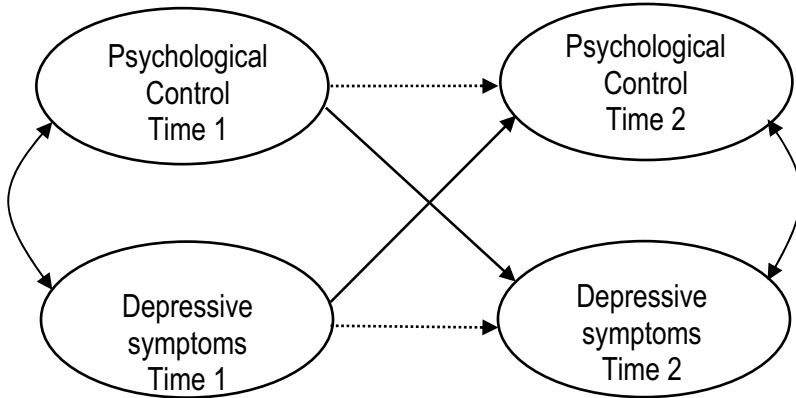 Psychological
Control
Time 1
Psychological
Control
Time 2
Depressive
symptoms
Time 1
Depressive
symptoms
Time 2